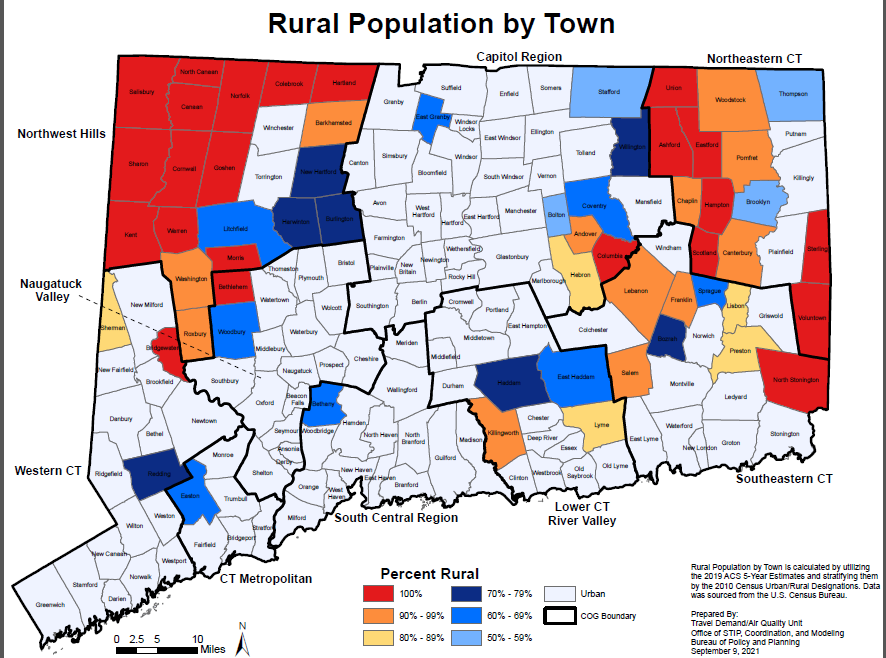 Rural Population by Town
Capitol Region
Northeastern CT
Northwest Hills
Naugatuck
Valley
Western CT
CT Metropolitan
South Central Region
Lower CT
River Valley
Southeastern CT
Salisbury
North Canaan
Canaan
Norfolk
Colebrook
Hartland
Winchester
Barkhamsted
Granby
Suffield
East Granby
Windsor
Locks
Enfield
Somers
Stafford
Union
Woodstock
Thompson
Putnam
Sharon
Cornwall
Goshen
Torrington
New Hartford
Canton
Simsbury
Bloomfield
Windsor
East Windsor
Ellington
Tolland
Willington
Ashford
Eastford
Pomfret
Killingly
Kent
Warren
Litchfield
Harwinton
Burlington
Avon
West
Hartford
Hartford
East Hartford
South Windsor
Vernon
Manchester
Bolton
Coventry
Mansfield
Chaplin
Hampton
Brooklyn
Morris
Farmington
Wethersfield
Newington
New
Britain
Plainville
Bristol
Rocky Hill
Glastonbury
Marlborough
Hebron
Andover
Columbia
Windham
Scotland
Canterbury
Plainfield
Sterling
Washington
Bethlehem
Thomaston
Plymouth
Watertown
Wolcott
Southington
Berlin
Cromwell
Portland
East Hampton
Colchester
Lebanon
Franklin
Sprague
Lisbon
Griswold
Voluntown
Sherman
New Milford
Roxbury
Woodbury
Waterbury
Middlebury
Cheshire
Meriden
Middlefield
Middletown
Durham
Haddam
East Haddam
Salem
Bozrah
Norwich
Preston
North Stonington
New Fairfield
Bridgewater
Brookfield
Southbury
Naugatuck
Prospect
Oxford
Beacon
Falls
Bethany
Wallingford
Montville
Ledyard
Danbury
Bethel
Newtown
Seymour
Woodbridge
Hamden
North Haven
North
Branford
Madison
Guilford
Killingworth
Chester
Deep River
Essex
Lyme
East Lyme
Waterford
New London
Groton
Stonington
Ansonia
Derby
Shelton
Monroe
Orange
New Haven
West
Haven
East Haven
Branford
Clinton
Westbrook
Old
Saybrook
Old Lyme
Ridgefield
Redding
Easton
Trumbull
Stratford
Milford
Wilton
Weston
Fairfield
Bridgeport
New Canaan
Westport
Norwalk
Stamford
Darien
Greenwich
Percent Rural
100%
90% - 99%
80% - 89%
70% - 79%
60% - 69%
50% - 59%
Urban
COG Boundary
0 2.5 5 10
Miles
N
Rural Population by Town is calculated by utilizing
the 2019 ACS 5-Year Estimates and stratifying them
by the 2010 Census Urban/Rural Designations. Data
was sourced from the U.S. Census Bureau.
Prepared By:
Travel Demand/Air Quality Unit
Office of STIP, Coordination, and Modeling
Bureau of Policy and Planning
September 9, 2021